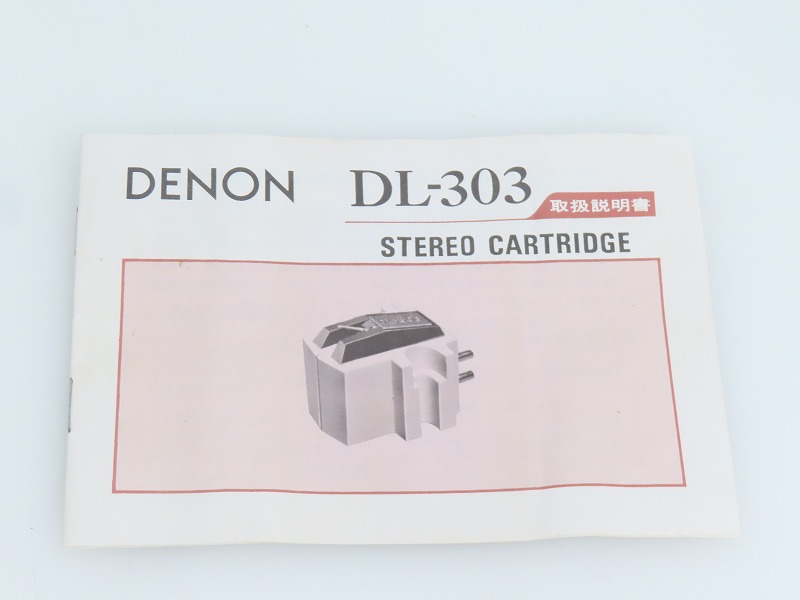 DENON DL-303 取扱説明書
STEREO CARTRIDGE